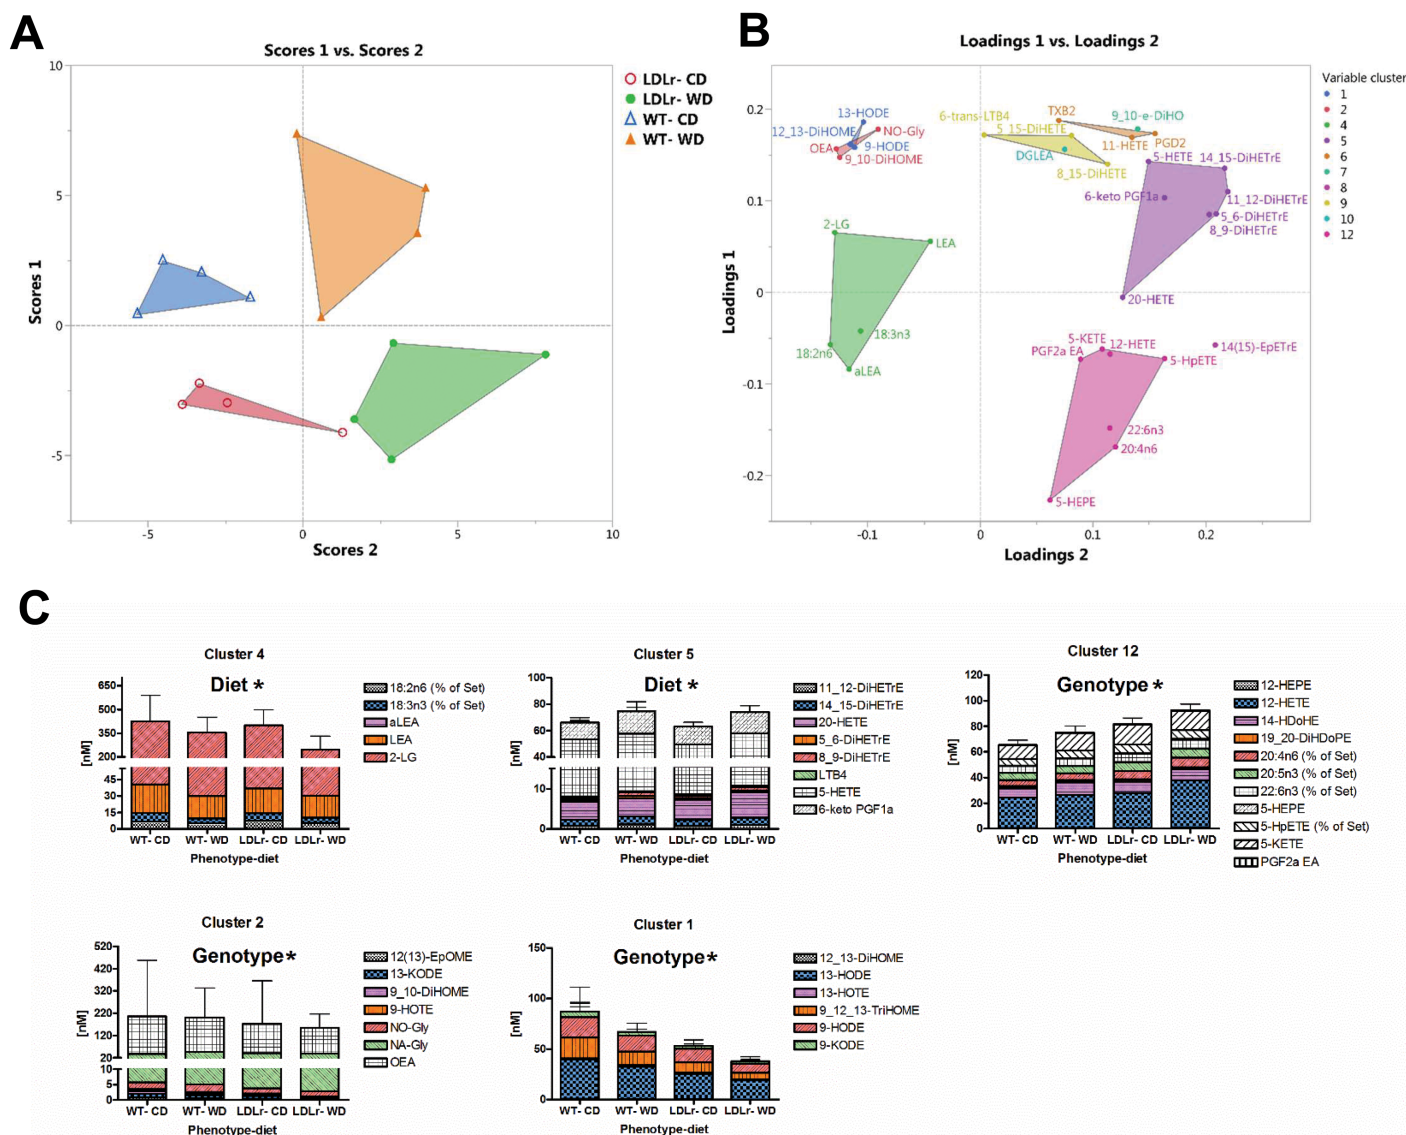 A
Scores 1 vs. Scores 2
10
5
0
-5
-5
0
5
10
Scores 1
Scores 2
LDLr- CD
LDLr- WD
WT- CD
WT- WD
B
Loadings 1 vs. Loadings 2
0.2
0.1
0
-0.1
-0.2
-0.1
0
0.1
0.2
Loadings 1
Loadings 2
13-HODE
12_13-DiHOME
NO-Gly
OEA
9-HODE
9_10-DiHOME
6-trans-LTB4
TXB2
9_10-e-DiHO
5_15-DiHETE
11-HETE
PGD2
DGLEA
8_15-DiHETE
5-HETE
14_15-DiHETrE
6-keto PGF1a
11_12-DiHETrE
5_6-DiHETrE
8_9-DiHETrE
20-HETE
2-LG
LEA
18:3n3
18:2n6
aLEA
5-KETE
PGF2a EA
12-HETE
5-HpETE
14(15)-EpETrE
22:6n3
20:4n6
5-HEPE
Variable cluster
1
2
4
5
6
7
8
9
10
12
C
Cluster 4
Diet *
650
500
350
200
45
30
15
0
[nM]
WT- CD
WT- WD
LDLr- CD
LDLr- WD
Phenotype-diet
18:2n6 (% of Set)
18:3n3 (% of Set)
aLEA
LEA
2-LG
Cluster 5
Diet *
100
80
60
40
10
0
[nM]
WT- CD
WT- WD
LDLr- CD
LDLr- WD
Phenotype-diet
11_12-DiHETrE
14_15-DiHETrE
20-HETE
5_6-DiHETrE
8_9-DiHETrE
LTB4
5-HETE
6-keto PGF1a
Cluster 12
Genotype *
120
100
80
60
40
20
0
[nM]
WT- CD
WT- WD
LDLr- CD
LDLr- WD
Phenotype-diet
12-HEPE
12-HETE
14-HDoHE
19_20-DiHDoPE
20:4n6 (% of Set)
20:5n3 (% of Set)
22:6n3 (% of Set)
5-HEPE
5-HpETE (% of Set)
5-KETE
PGF2a EA
Cluster 2
Genotype *
520
420
320
220
120
20
10
5
0
[nM]
WT- CD
WT- WD
LDLr- CD
LDLr- WD
Phenotype-diet
12(13)-EpOME
13-KODE
9_10-DiHOME
9-HOTE
NO-Gly
NA-Gly
OEA
Cluster 1
Genotype *
150
100
50
0
[nM]
WT- CD
WT- WD
LDLr- CD
LDLr- WD
Phenotype-diet
12_13-DiHOME
13-HODE
13-HOTE
9_12_13-TriHOME
9-HODE
9-KODE